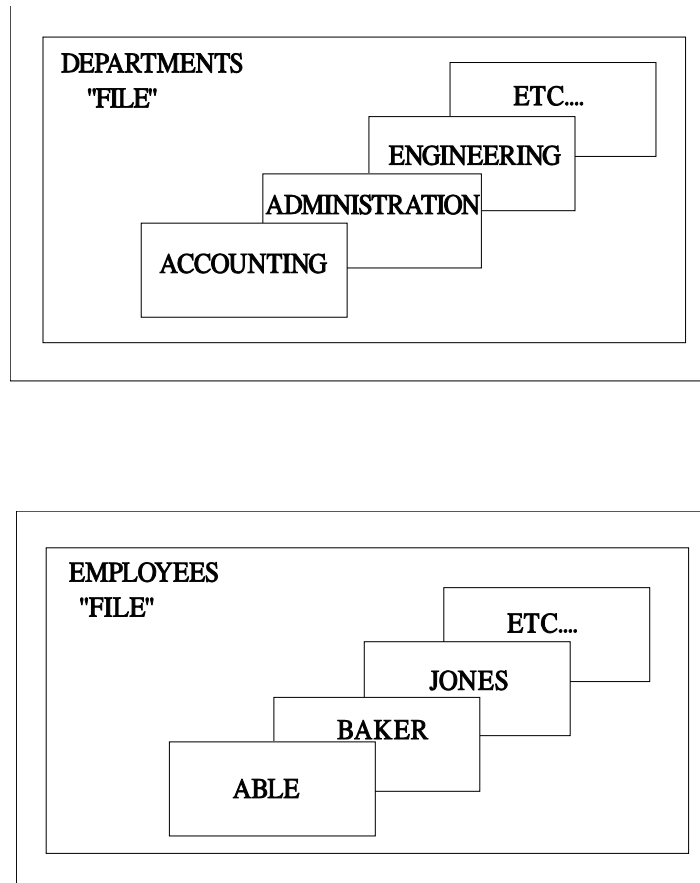 DEPARTMENTS
"FILE"
ETC....
ENGINEERING
ADMINISTRATION
ACCOUNTING
EMPLOYEES
"FILE"
ETC....
JONES
BAKER
ABLE